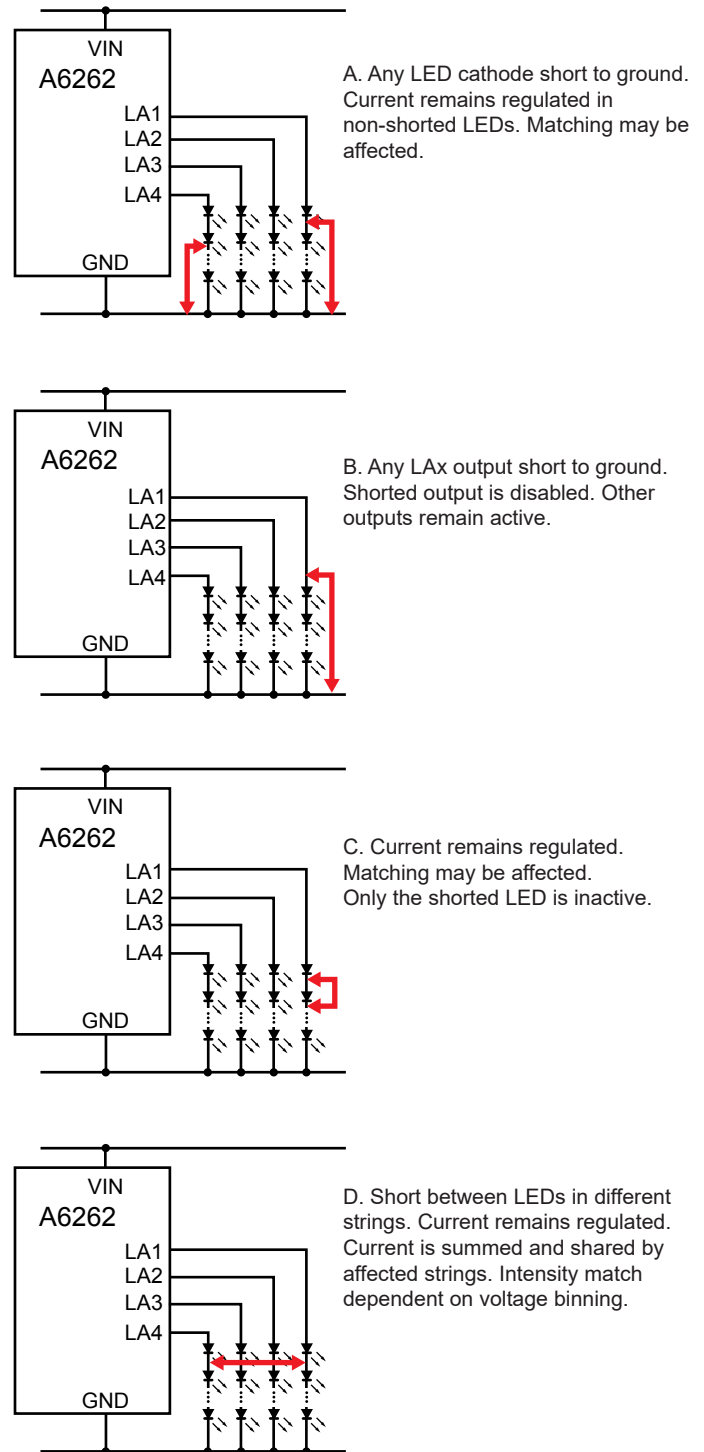 VIN
A6262
LA1
LA2
LA3
LA4
GND
A. Any LED cathode short to ground.
Current remains regulated in
non-shorted LEDs. Matching may be
affected.
VIN
A6262
LA1
LA2
LA3
LA4
GND
B. Any LAx output short to ground.
Shorted output is disabled. Other
outputs remain active.
VIN
A6262
LA1
LA2
LA3
LA4
GND
C. Current remains regulated.
Matching may be affected.
Only the shorted LED is inactive.
VIN
A6262
LA1
LA2
LA3
LA4
GND
D. Short between LEDs in different
strings. Current remains regulated.
Current is summed and shared by
affected strings. Intensity match
dependent on voltage binning.